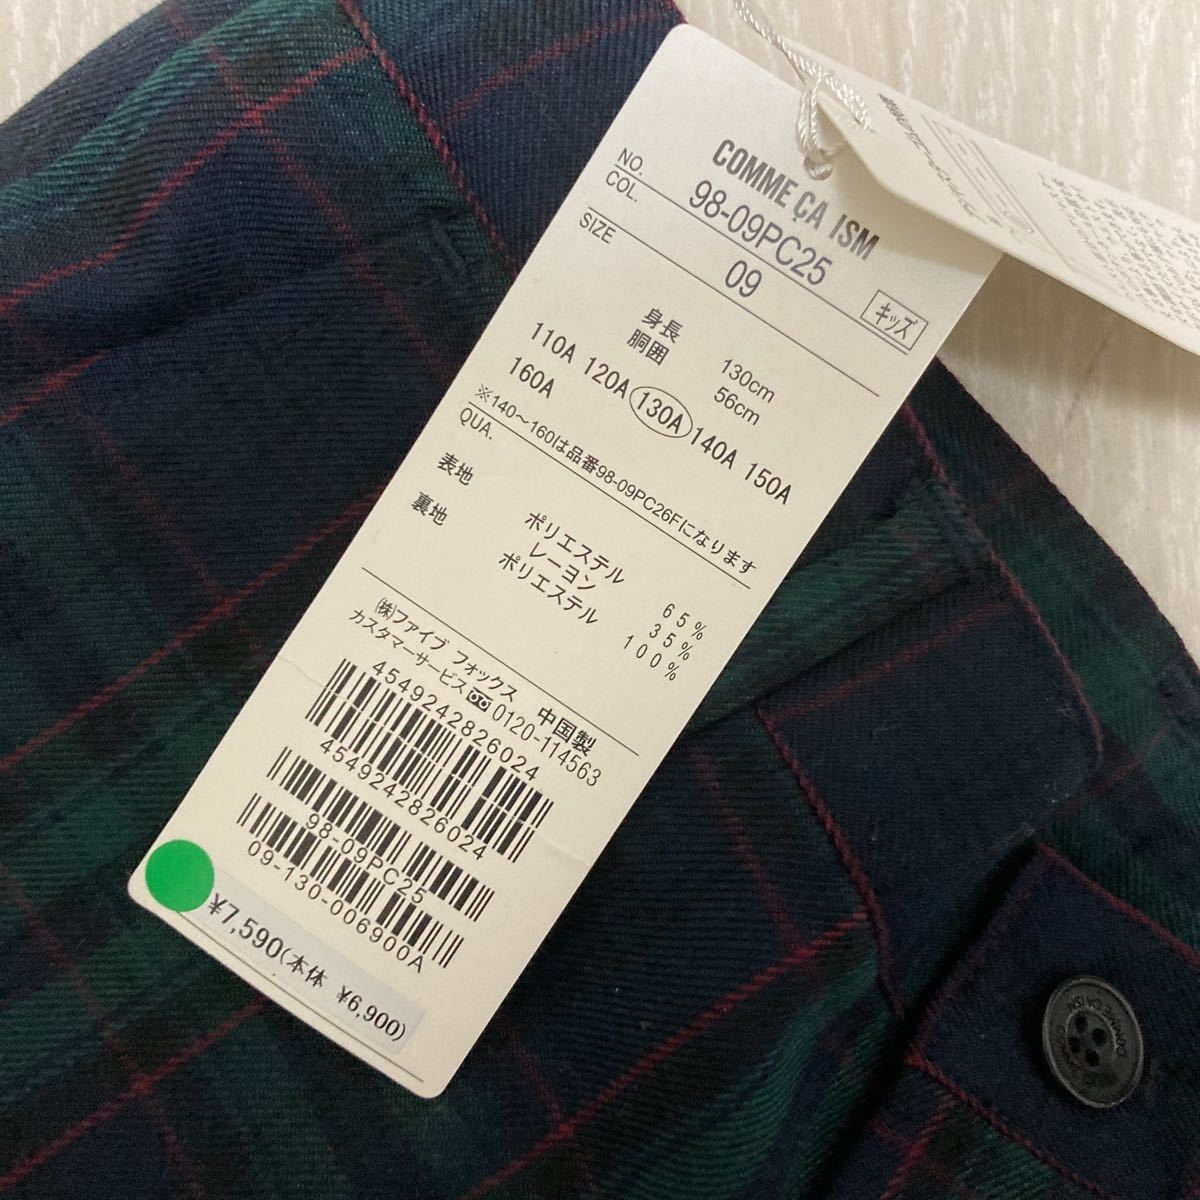 COMME ÇA ISM
NO. 98-09PC25
COL. 09
キッズ
SIZE
身長 130cm
胴囲 56cm
110A 120A 130A 140A 150A
160A
※140～160は品番98-09PC26Fになります
QUA.
表地 ポリエステル 65%
レーヨン 35%
裏地 ポリエステル 100%
㈱ファイブ フォックス 中国製
カスタマーサービス 0120-114563
4549242826024
4549242826024
98-09PC25
09-130-006900A
¥7,590(本体 ¥6,900)
COMME CA ISM